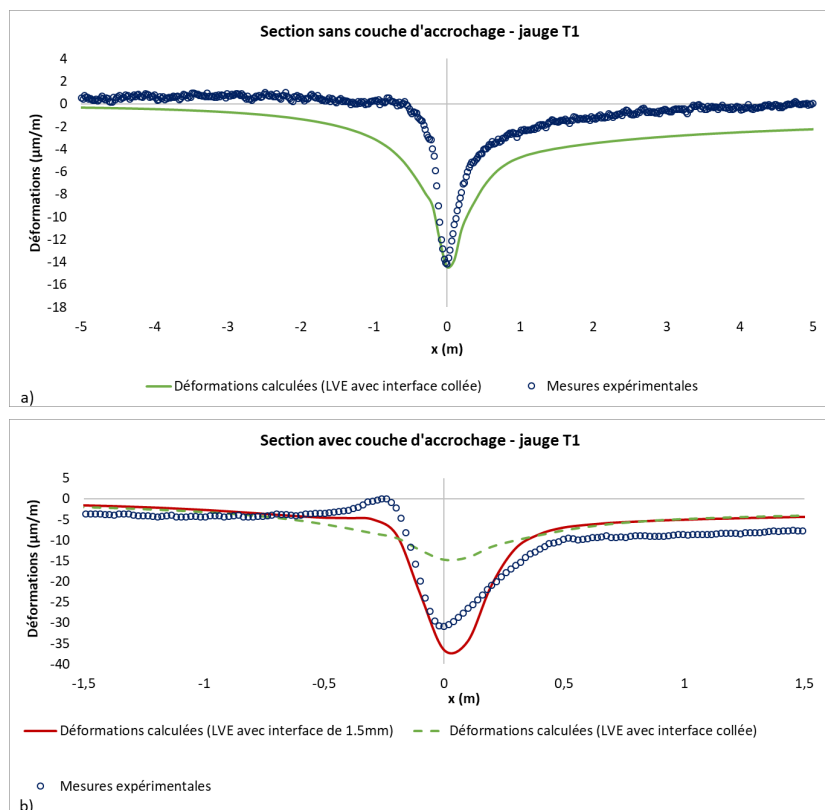 Section sans couche d'accrochage - jauge T1
4
2
0
-2
-4
-6
-8
-10
-12
-14
-16
-18
Déformations (µm/m)
-5 -4 -3 -2 -1 0 1 2 3 4 5
x (m)
Déformations calculées (LVE avec interface collée) Mesures expérimentales
a)
Section avec couche d'accrochage - jauge T1
5
0
-5
-10
-15
-20
-25
-30
-35
-40
Déformations (µm/m)
-1,5 -1 -0,5 0 0,5 1 1,5
x (m)
Déformations calculées (LVE avec interface de 1.5mm) Déformations calculées (LVE avec interface collée)
Mesures expérimentales
b)